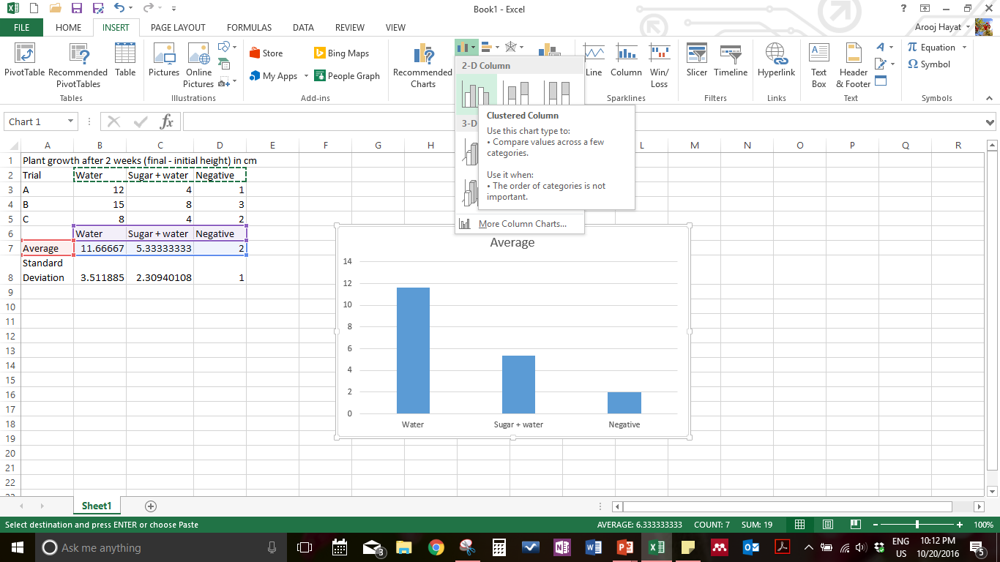 Book1 - Excel
FILE HOME INSERT PAGE LAYOUT FORMULAS DATA REVIEW VIEW
Arooj Hayat
PivotTable Recommended PivotTables Table
Tables
Pictures Online Pictures
Illustrations
Store
My Apps
Bing Maps
People Graph
Add-ins
Recommended Charts
Line Column Win/ Loss
Sparklines
Slicer Timeline
Filters
Hyperlink
Links
Text Box Header & Footer
Text
Equation
Symbol
Symbols
2-D Column
3-D
Clustered Column
Use this chart type to:
• Compare values across a few
categories.
Use it when:
• The order of categories is not
important.
More Column Charts...
Chart 1
A B C D E F G H L M N O P Q R
1 Plant growth after 2 weeks (final - initial height) in cm
2 Trial Water Sugar + water Negative
3 A 12 4 1
4 B 15 8 3
5 C 8 4 2
6 Water Sugar + water Negative
7 Average 11.66667 5.33333333 2
Standard
8 Deviation 3.511885 2.30940108 1
9
10
11
12
13
14
15
16
17
18
19
20
21
22
Average
14
12
10
8
6
4
2
0
Water Sugar + water Negative
Sheet1
Select destination and press ENTER or choose Paste
AVERAGE: 6.333333333 COUNT: 7 SUM: 19
100%
Ask me anything
3
ENG
US
10:12 PM
10/20/2016
5